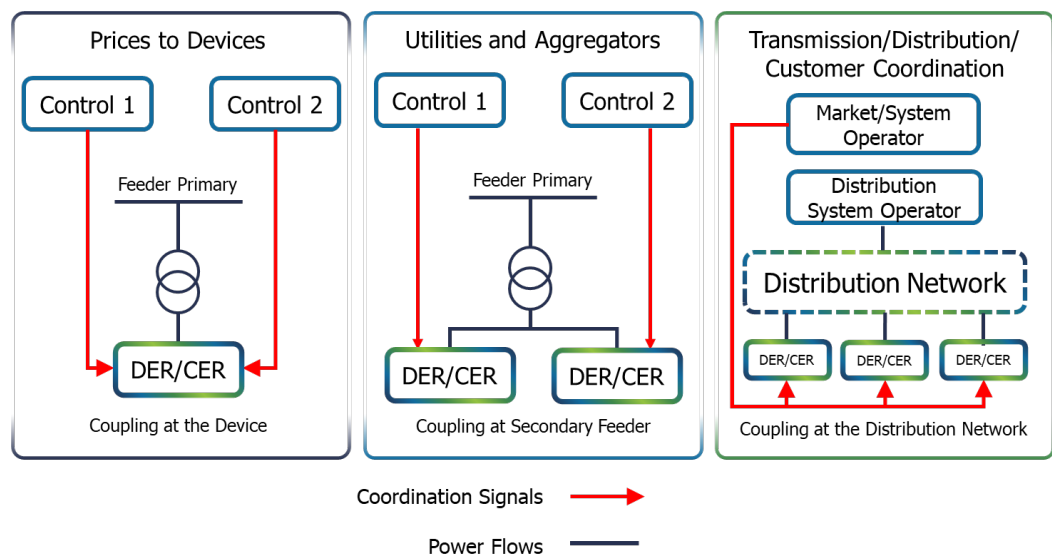 Prices to Devices
Control 1
Control 2
Feeder Primary
DER/CER
Coupling at the Device
Utilities and Aggregators
Control 1
Control 2
Feeder Primary
DER/CER
DER/CER
Coupling at Secondary Feeder
Transmission/Distribution/
Customer Coordination
Market/System
Operator
Distribution
System Operator
Distribution Network
DER/CER
DER/CER
DER/CER
Coupling at the Distribution Network
Coordination Signals
Power Flows